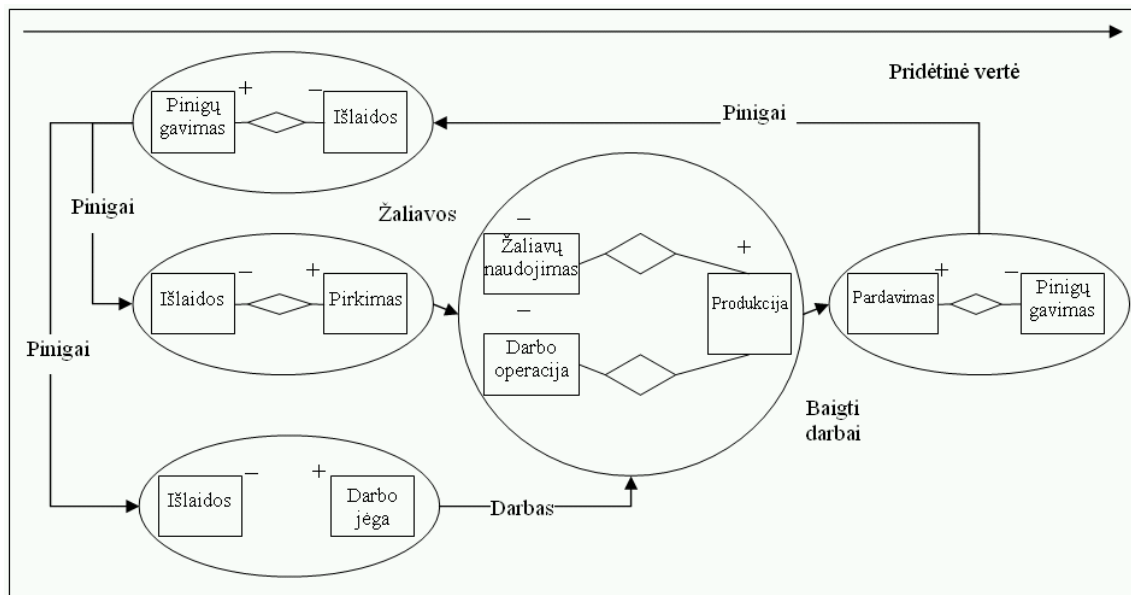 Pridėtinė vertė
+
−
Pinigų
gavimas
Išlaidos
Pinigai
Pinigai
Žaliavos
−
Žaliavų
naudojimas
+
−
+
Išlaidos
Pirkimas
Produkcija
+
−
Pardavimas
Pinigų
gavimas
Pinigai
−
Darbo
operacija
Baigti
darbai
−
+
Išlaidos
Darbo
jėga
Darbas